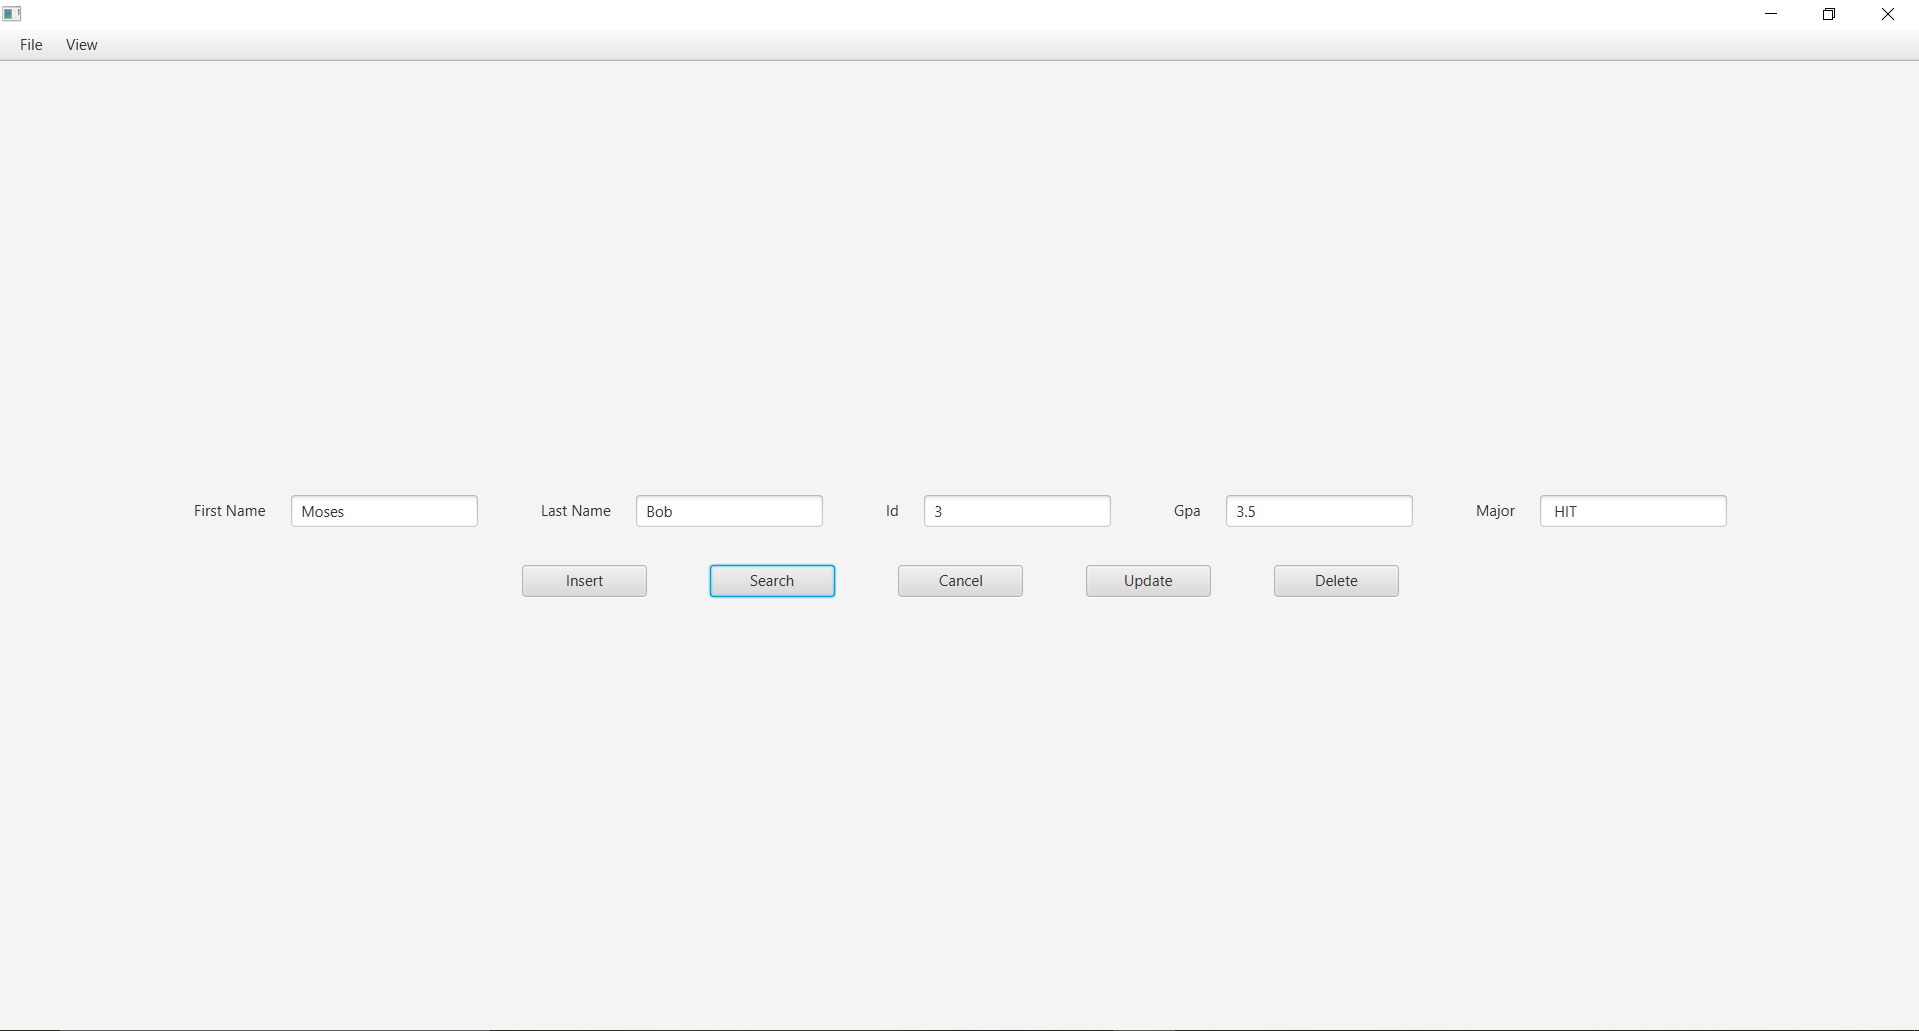 File View
First Name Moses Last Name Bob Id 3 Gpa 3.5 Major HIT
Insert Search Cancel Update Delete